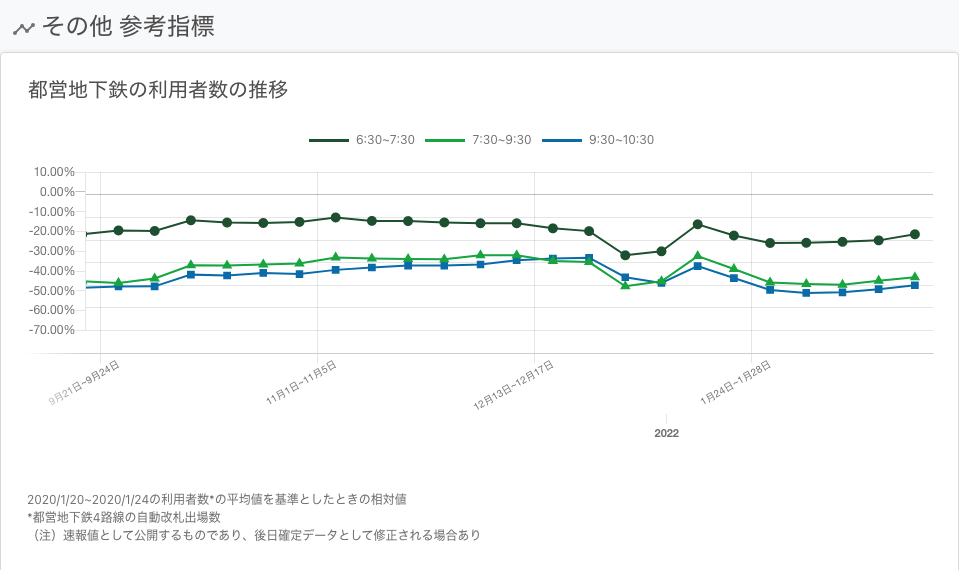 その他 参考指標
都営地下鉄の利用者数の推移
6:30~7:30 7:30~9:30 9:30~10:30
10.00%
0.00%
-10.00%
-20.00%
-30.00%
-40.00%
-50.00%
-60.00%
-70.00%
9月21日~9月24日 11月1日~11月5日 12月13日~12月17日 1月24日~1月28日
2022
2020/1/20~2020/1/24の利用者数*の平均値を基準としたときの相対値
*都営地下鉄4路線の自動改札出場数
（注）速報値として公開するものであり、後日確定データとして修正される場合あり